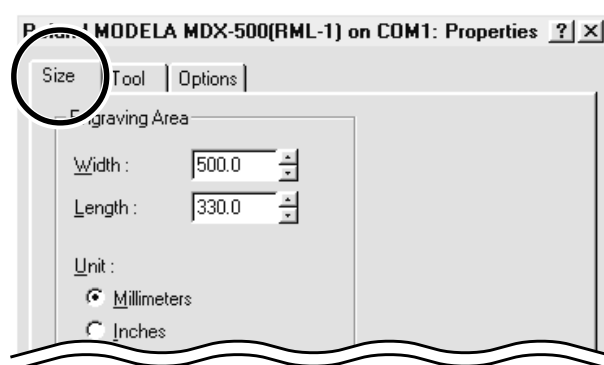 MODELA MDX-500(RML-1) on COM1: Properties ? ×
Size Tool Options
Engraving Area
Width : 500.0
Length : 330.0
Unit :
Millimeters
Inches